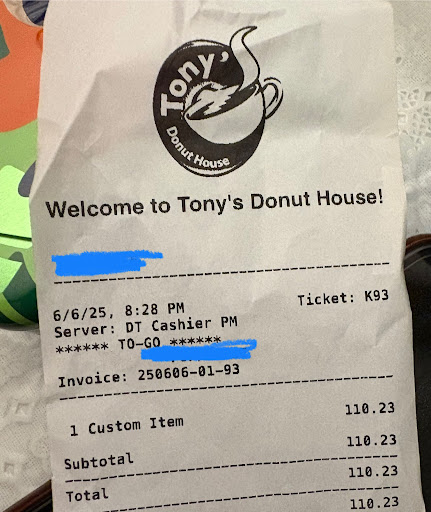 Tony's
Donut House
Welcome to Tony's Donut House!
6/6/25, 8:28 PM
Ticket: K93
Server: DT Cashier PM
****** TO-GO ******
Invoice: 250606-01-93
1 Custom Item 110.23
Subtotal 110.23
Total 110.23
110.23